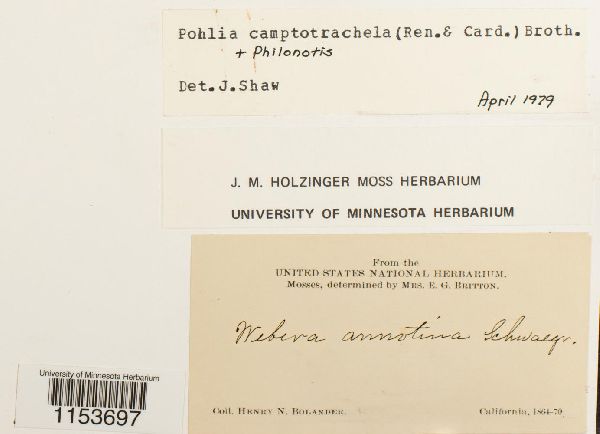 Pohlia camptotrachela (Ren.& Card.) Broth.
+ Philonotis
Det.J.Shaw
April 1979
J. M. HOLZINGER MOSS HERBARIUM
UNIVERSITY OF MINNESOTA HERBARIUM
From the
UNITED STATES NATIONAL HERBARIUM.
Mosses, determined by MRS. E. G. BRITTON.
Webera annotina Schwaegr.
University of Minnesota Herbarium
1153697
Coll. HENRY N. BOLANDER.
California, 1864-70.